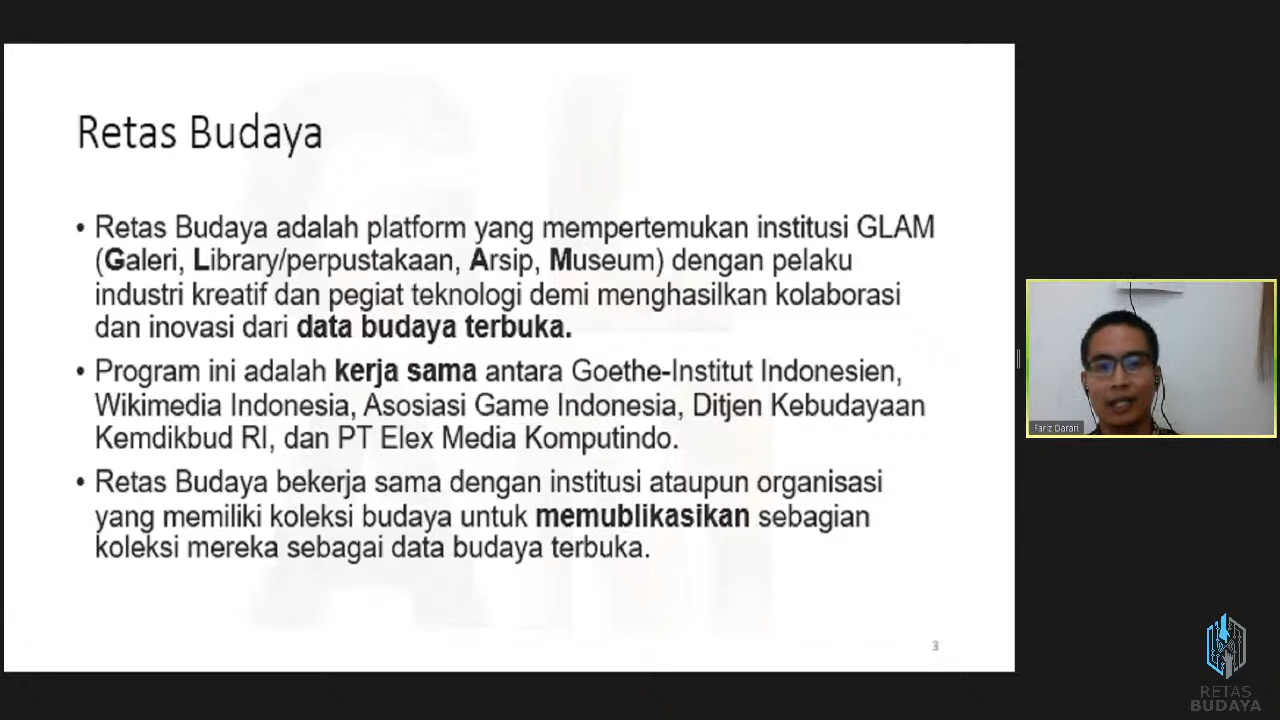 Retas Budaya
• Retas Budaya adalah platform yang mempertemukan institusi GLAM
(Galeri, Library/perpustakaan, Arsip, Museum) dengan pelaku
industri kreatif dan pegiat teknologi demi menghasilkan kolaborasi
dan inovasi dari data budaya terbuka.
• Program ini adalah kerja sama antara Goethe-Institut Indonesien,
Wikimedia Indonesia, Asosiasi Game Indonesia, Ditjen Kebudayaan
Kemdikbud RI, dan PT Elex Media Komputindo.
• Retas Budaya bekerja sama dengan institusi ataupun organisasi
yang memiliki koleksi budaya untuk memublikasikan sebagian
koleksi mereka sebagai data budaya terbuka.
3
Fariz Darari
RETAS
BUDAYA